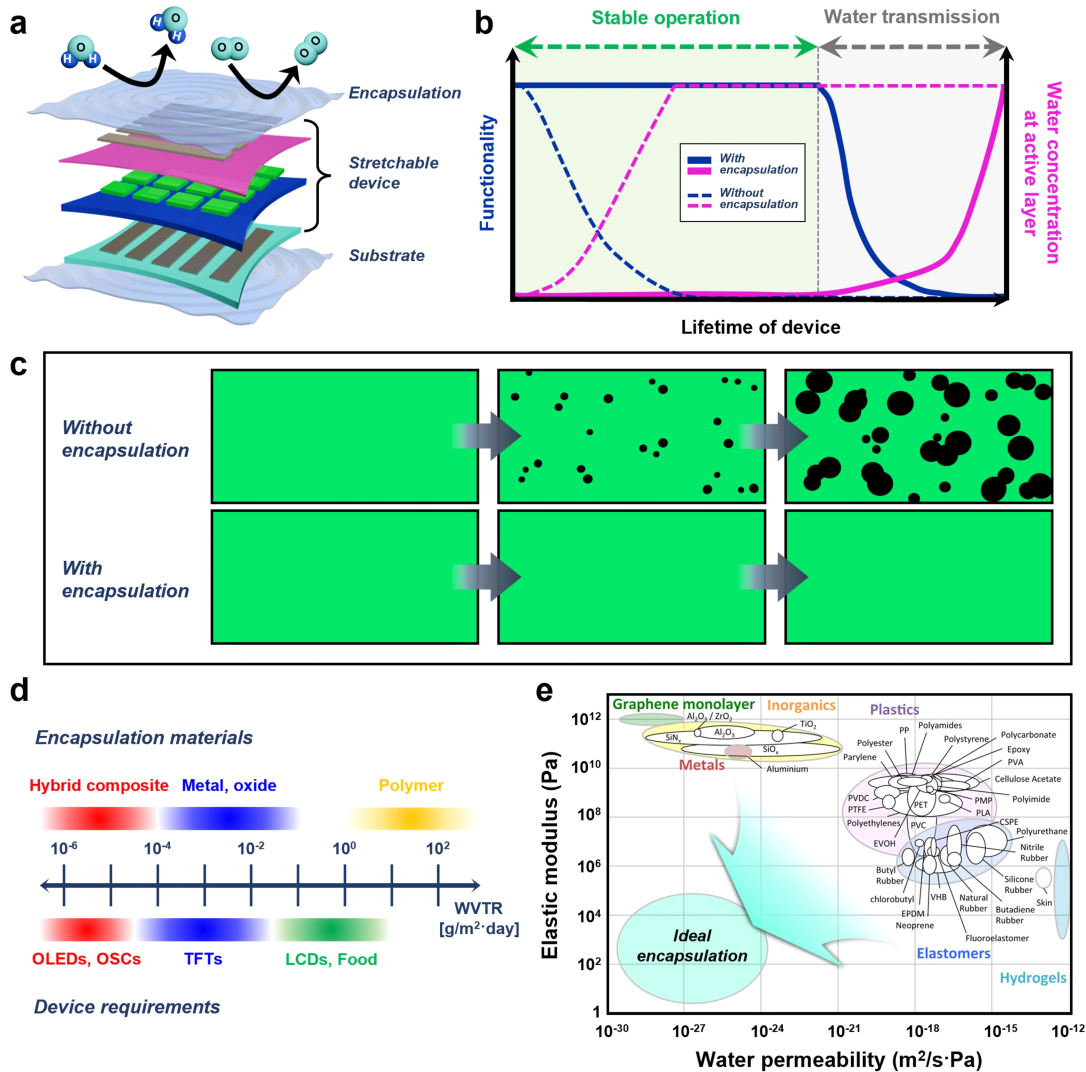 a
H
O
H
H
O
H
O
O
O
O
Encapsulation
Stretchable
device
Substrate
b
Stable operation
Water transmission
Functionality
With
encapsulation
Without
encapsulation
Water concentration
at active layer
Lifetime of device
c
Without
encapsulation
With
encapsulation
d
Encapsulation materials
Hybrid composite
Metal, oxide
Polymer
10⁻⁶
10⁻⁴
10⁻²
10⁰
10²
WVTR
[g/m²·day]
OLEDs, OSCs
TFTs
LCDs, Food
Device requirements
e
Elastic modulus (Pa)
10¹²
10¹⁰
10⁸
10⁶
10⁴
10²
1
Graphene monolayer
Inorganics
Plastics
Al₂O₃ / ZrO₂
TiO₂
SiNₓ
Al₂O₃
SiOₓ
Metals
Aluminium
Polyamides
PP
Polystyrene
Polycarbonate
Polyester
Epoxy
Parylene
PVA
Cellulose Acetate
PVDC
PTFE
PET
PMP
Polyimide
PLA
Polyethylenes
PVC
CSPE
EVOH
Polyurethane
Nitrile
Rubber
Butyl
Rubber
Silicone
Rubber
Skin
chlorobutyl
VHB
Natural
Rubber
Butadiene
Rubber
EPDM
Neoprene
Fluoroelastomer
Ideal
encapsulation
Elastomers
Hydrogels
10⁻³⁰
10⁻²⁷
10⁻²⁴
10⁻²¹
10⁻¹⁸
10⁻¹⁵
10⁻¹²
Water permeability (m²/s·Pa)